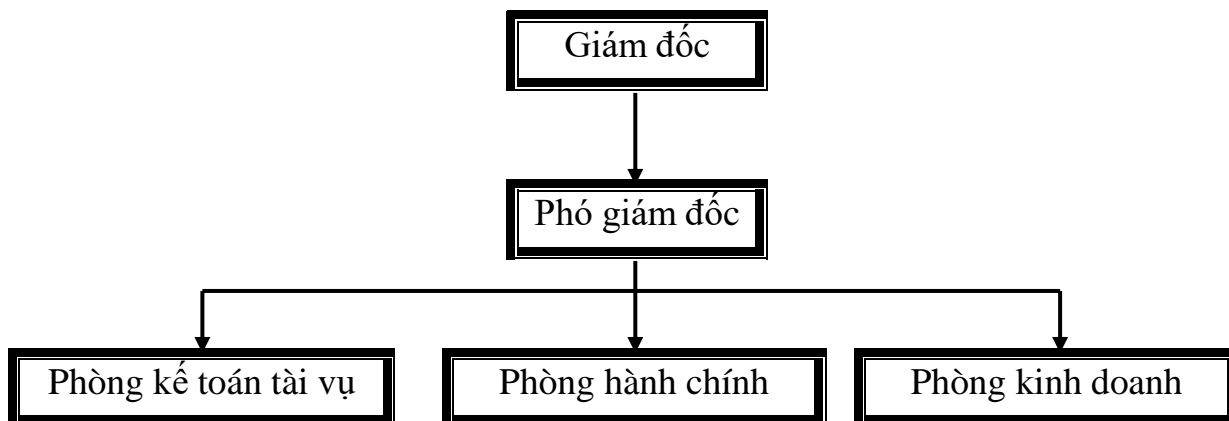 Giám đốc
Phó giám đốc
Phòng kế toán tài vụ
Phòng hành chính
Phòng kinh doanh